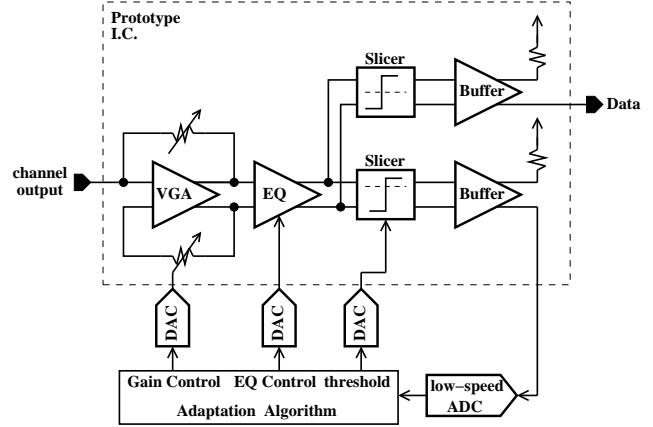 Prototype
I.C.
Slicer
Buffer
Data
Slicer
channel
output
VGA
EQ
Buffer
DAC
DAC
DAC
Gain Control EQ Control threshold
Adaptation Algorithm
low-speed
ADC